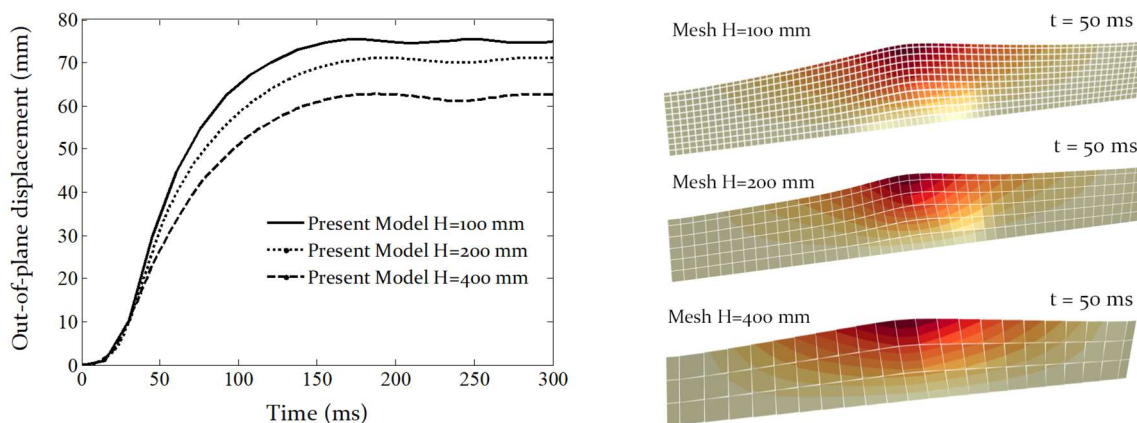 80
70
60
50
40
30
20
10
0
Out-of-plane displacement (mm)
Present Model H=100 mm
Present Model H=200 mm
Present Model H=400 mm
0 50 100 150 200 250 300
Time (ms)
Mesh H=100 mm
t = 50 ms
Mesh H=200 mm
t = 50 ms
Mesh H=400 mm
t = 50 ms